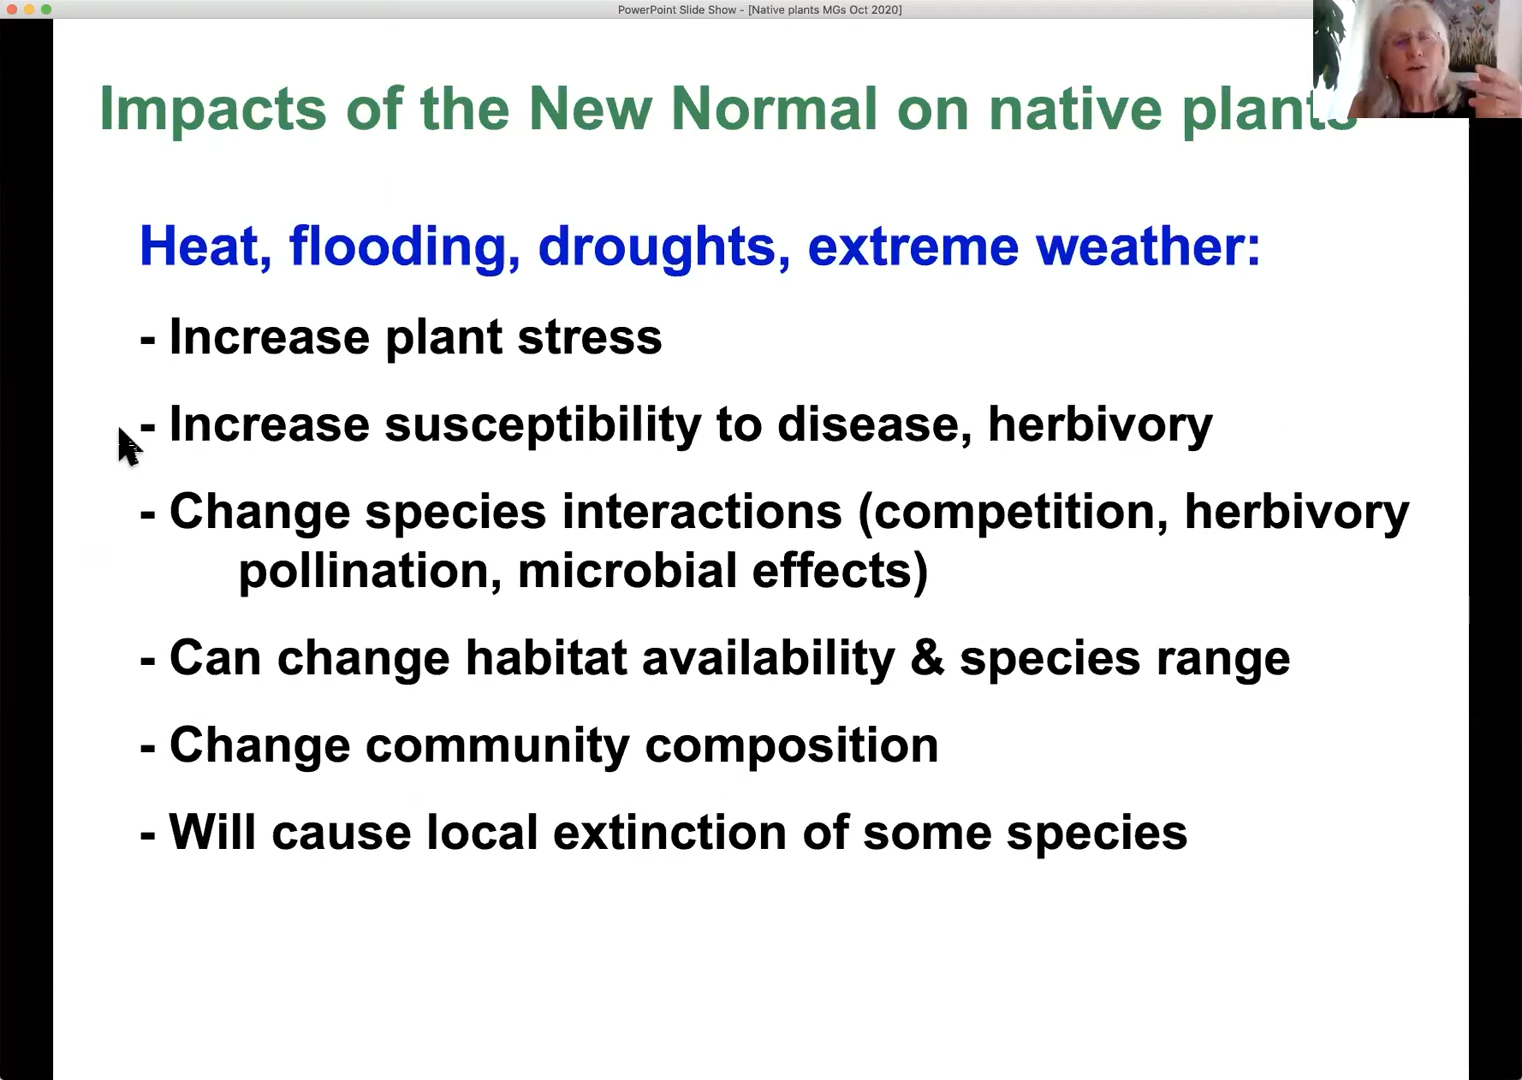 PowerPoint Slide Show - [Native plants MGs Oct 2020]
Impacts of the New Normal on native plants
Heat, flooding, droughts, extreme weather:
- Increase plant stress
- Increase susceptibility to disease, herbivory
- Change species interactions (competition, herbivory
pollination, microbial effects)
- Can change habitat availability & species range
- Change community composition
- Will cause local extinction of some species